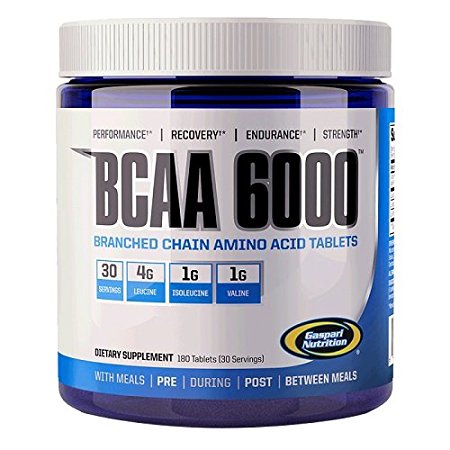 PERFORMANCE†* | RECOVERY†* | ENDURANCE†* | STRENGTH†*
BCAA 6000™
BRANCHED CHAIN AMINO ACID TABLETS
30 4G 1G 1G
SERVINGS LEUCINE ISOLEUCINE VALINE
Gaspari
Nutrition®
DIETARY SUPPLEMENT 180 Tablets (30 Servings)
WITH MEALS | PRE | DURING | POST | BETWEEN MEALS